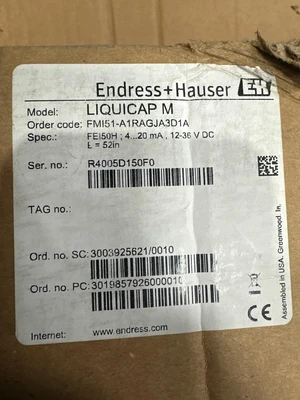 Endress+Hauser EH
Model: LIQUICAP M
Order code: FMI51-A1RAGJA3D1A
Spec.: FEI50H ; 4...20 mA , 12-36 V DC
L = 52in
Ser. no.: R4005D150F0
TAG no.:
Ord. no. SC: 3003925621/0010
Ord. no. PC: 3019857926000010
Internet: www.endress.com
CE
Assembled in USA. Greenwood, In.